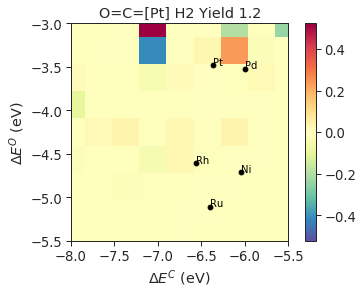 O=C=[Pt] H2 Yield 1.2
−3.0
−3.5
−4.0
−4.5
−5.0
−5.5
ΔE^O (eV)
Pt
Pd
Rh
Ni
Ru
−8.0 −7.5 −7.0 −6.5 −6.0 −5.5
ΔE^C (eV)
0.4
0.2
0.0
−0.2
−0.4